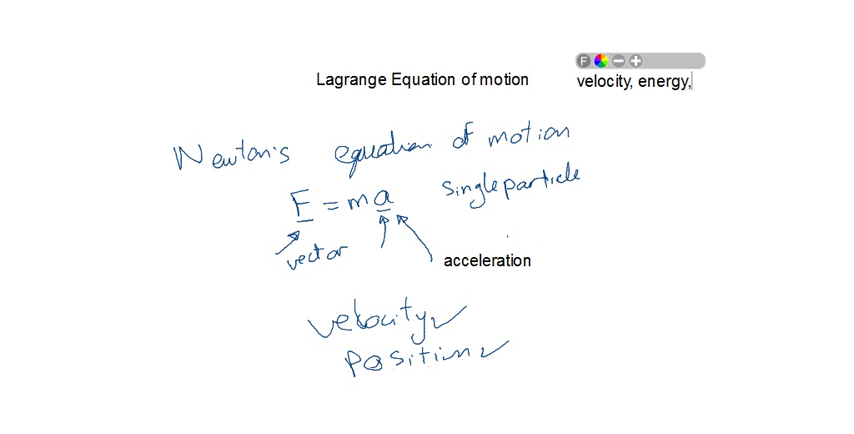 F
Lagrange Equation of motion
velocity, energy,
Newton's equation of motion
F = ma
single particle
vector
acceleration
velocity
position